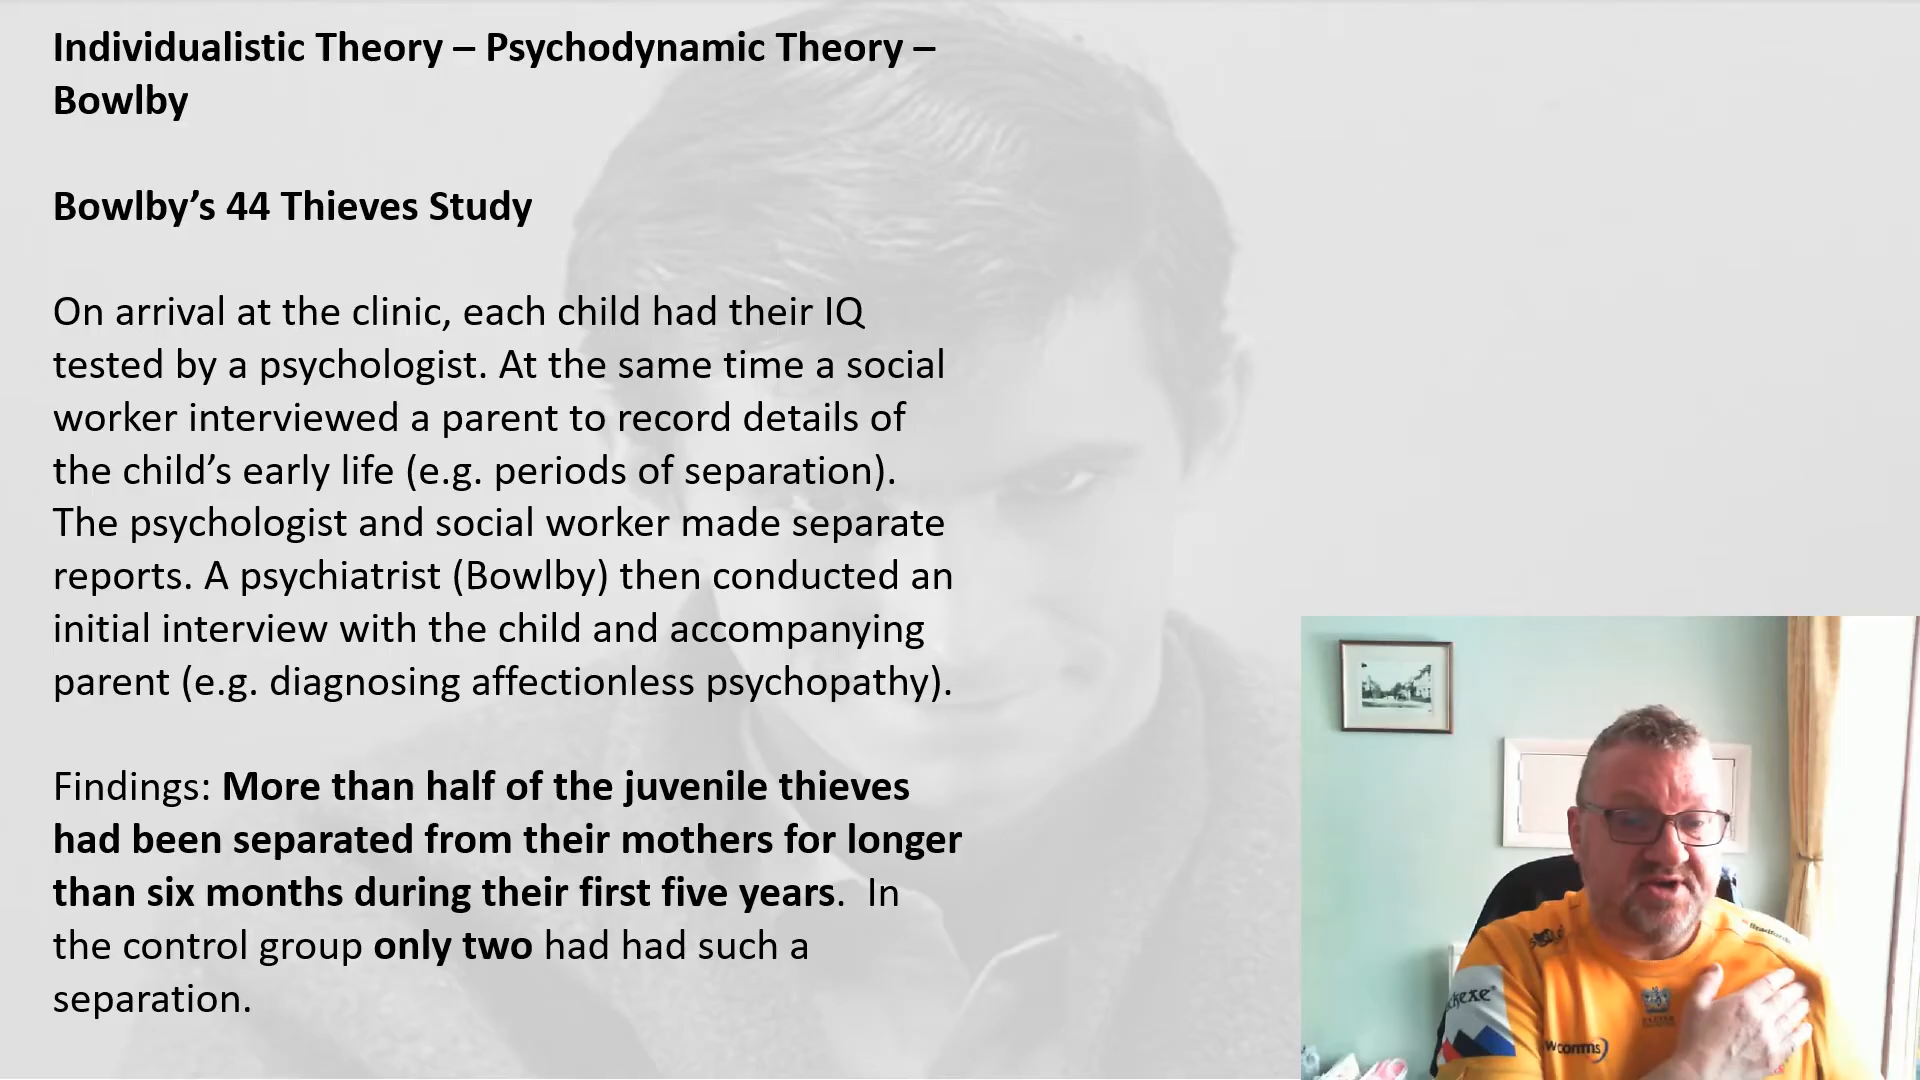 Individualistic Theory – Psychodynamic Theory –
Bowlby
Bowlby’s 44 Thieves Study
On arrival at the clinic, each child had their IQ
tested by a psychologist. At the same time a social
worker interviewed a parent to record details of
the child’s early life (e.g. periods of separation).
The psychologist and social worker made separate
reports. A psychiatrist (Bowlby) then conducted an
initial interview with the child and accompanying
parent (e.g. diagnosing affectionless psychopathy).
Findings: More than half of the juvenile thieves
had been separated from their mothers for longer
than six months during their first five years.  In
the control group only two had had such a
separation.